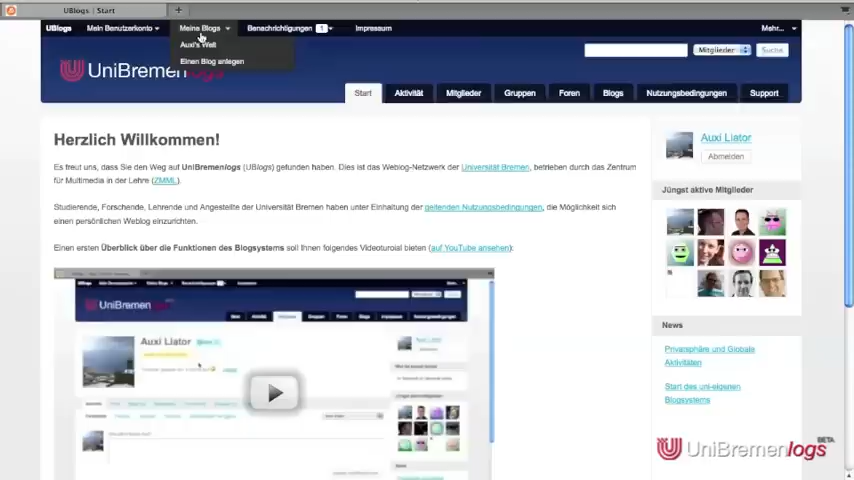 UBlogs | Start
UBlogs Mein Benutzerkonto Meine Blogs Benachrichtigungen 1 Impressum Mehr...
Auxi's Welt
Einen Blog anlegen
Mitglieder Suche
UniBremenlogs
Start Aktivität Mitglieder Gruppen Foren Blogs Nutzungsbedingungen Support
Herzlich Willkommen!
Es freut uns, dass Sie den Weg auf UniBremenlogs (UBlogs) gefunden haben. Dies ist das Weblog-Netzwerk der Universität Bremen, betrieben durch das Zentrum
für Multimedia in der Lehre (ZMML).
Studierende, Forschende, Lehrende und Angestellte der Universität Bremen haben unter Einhaltung der geltenden Nutzungsbedingungen, die Möglichkeit sich
einen persönlichen Weblog einzurichten.
Einen ersten Überblick über die Funktionen des Blogsystems soll Ihnen folgendes Videoturoial bieten (auf YouTube ansehen):
UniBremenlogs
Auxi Liator
Auxi Liator
Abmelden
Jüngst aktive Mitglieder
News
Privatsphäre und Globale
Aktivitäten
Start des uni-eigenen
Blogsystems
UniBremenlogs BETA